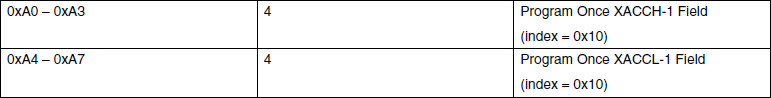 0xA0 – 0xA3 4 Program Once XACCH-1 Field
(index = 0x10)
0xA4 – 0xA7 4 Program Once XACCL-1 Field
(index = 0x10)